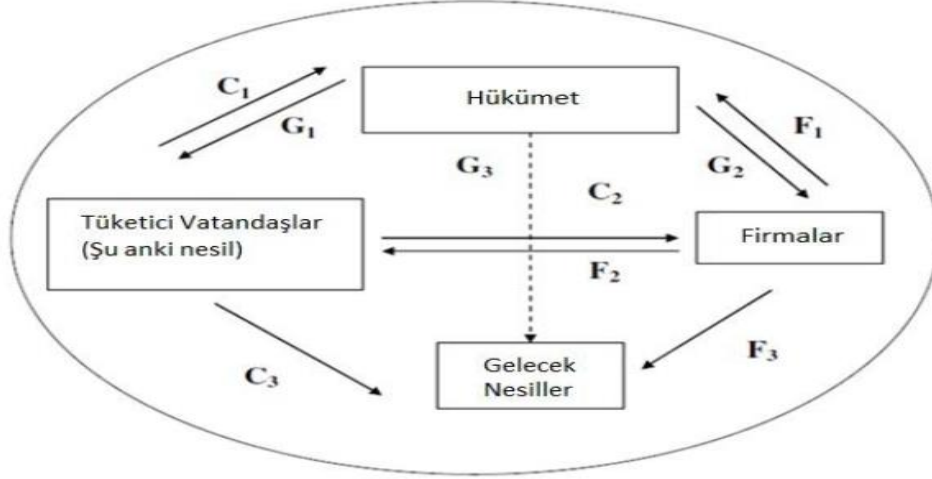 Hükümet
C₁
G₁
F₁
G₂
G₃
C₂
Tüketici Vatandaşlar
(Şu anki nesil)
Firmalar
F₂
C₃
Gelecek
Nesiller
F₃